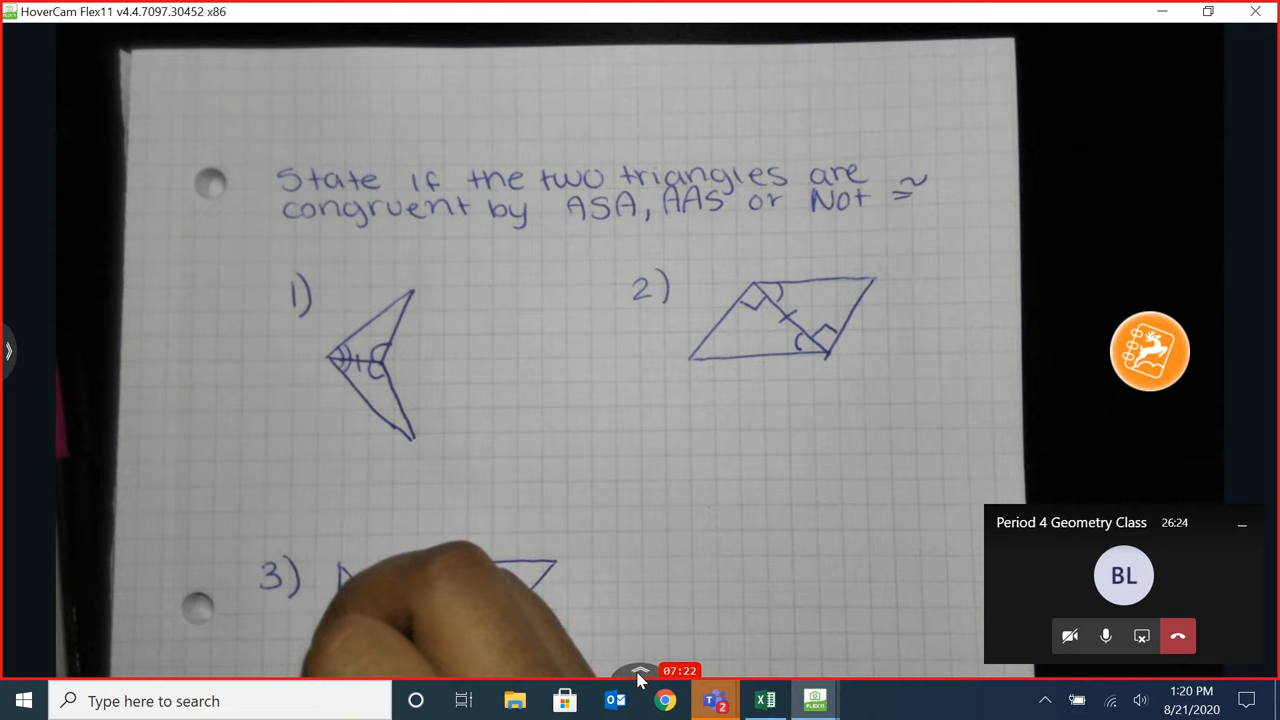 HoverCam Flex11 v4.4.7097.30452 x86
State if the two triangles are
congruent by ASA, AAS or Not ≅
1)
2)
3)
Period 4 Geometry Class 26:24
BL
07:22
Type here to search
2
FLEX11
1:20 PM
8/21/2020